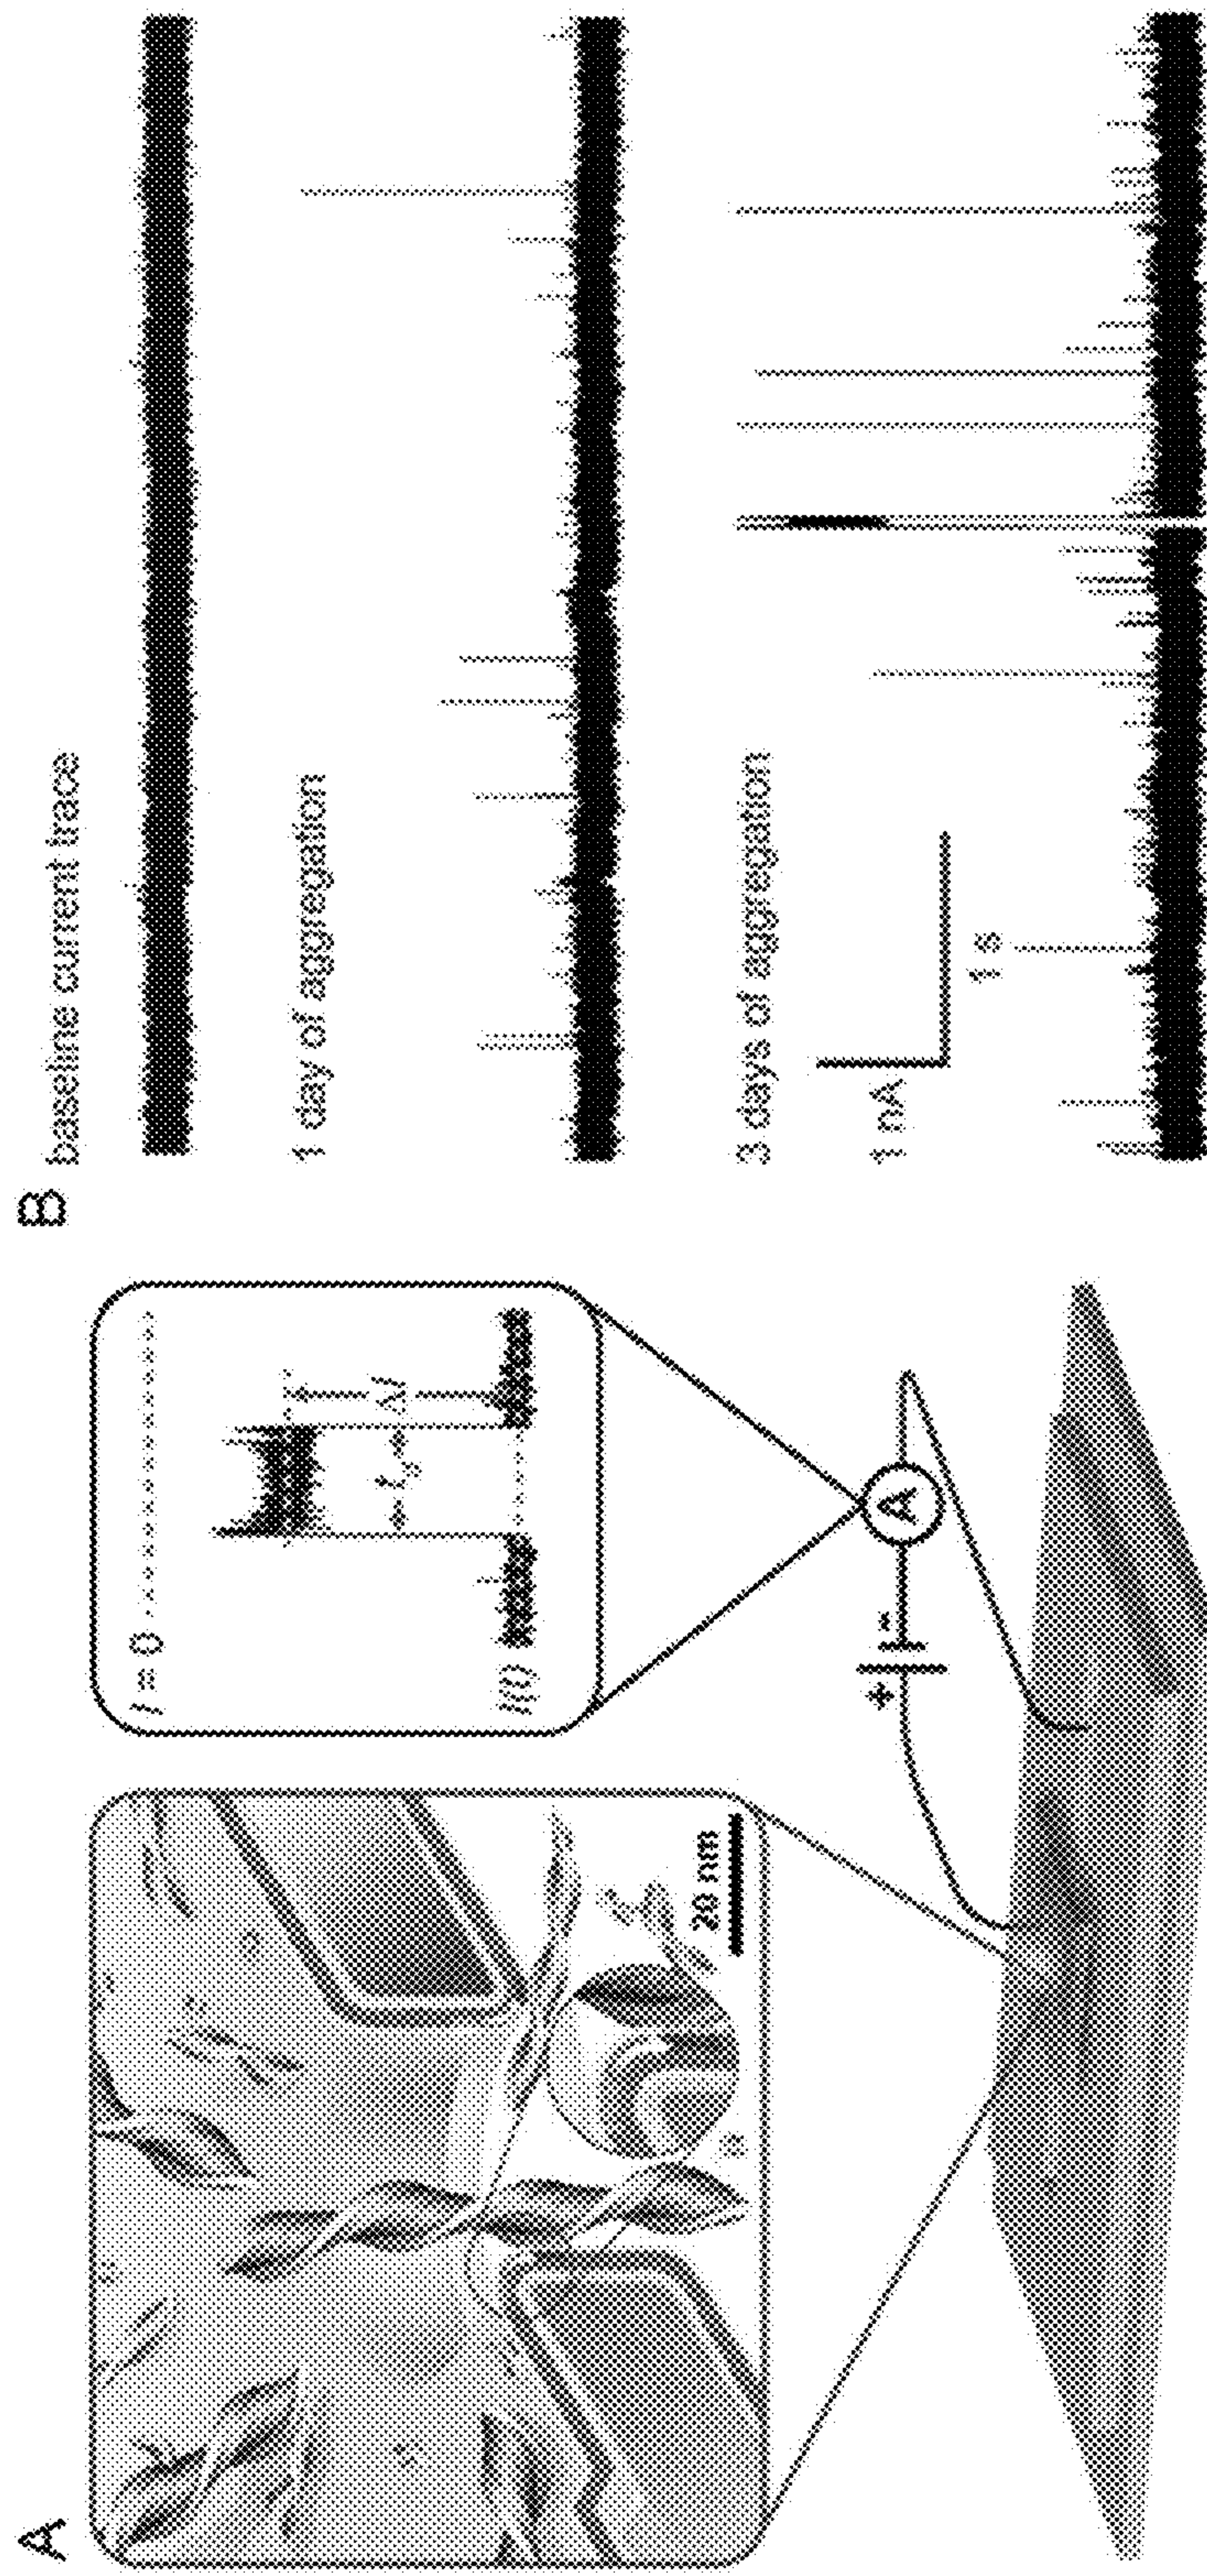 A
20 nm
I = 0
I(t)
ΔI
t_d
+
-
A
B
baseline current trace
1 day of aggregation
3 days of aggregation
1 nA
1 s